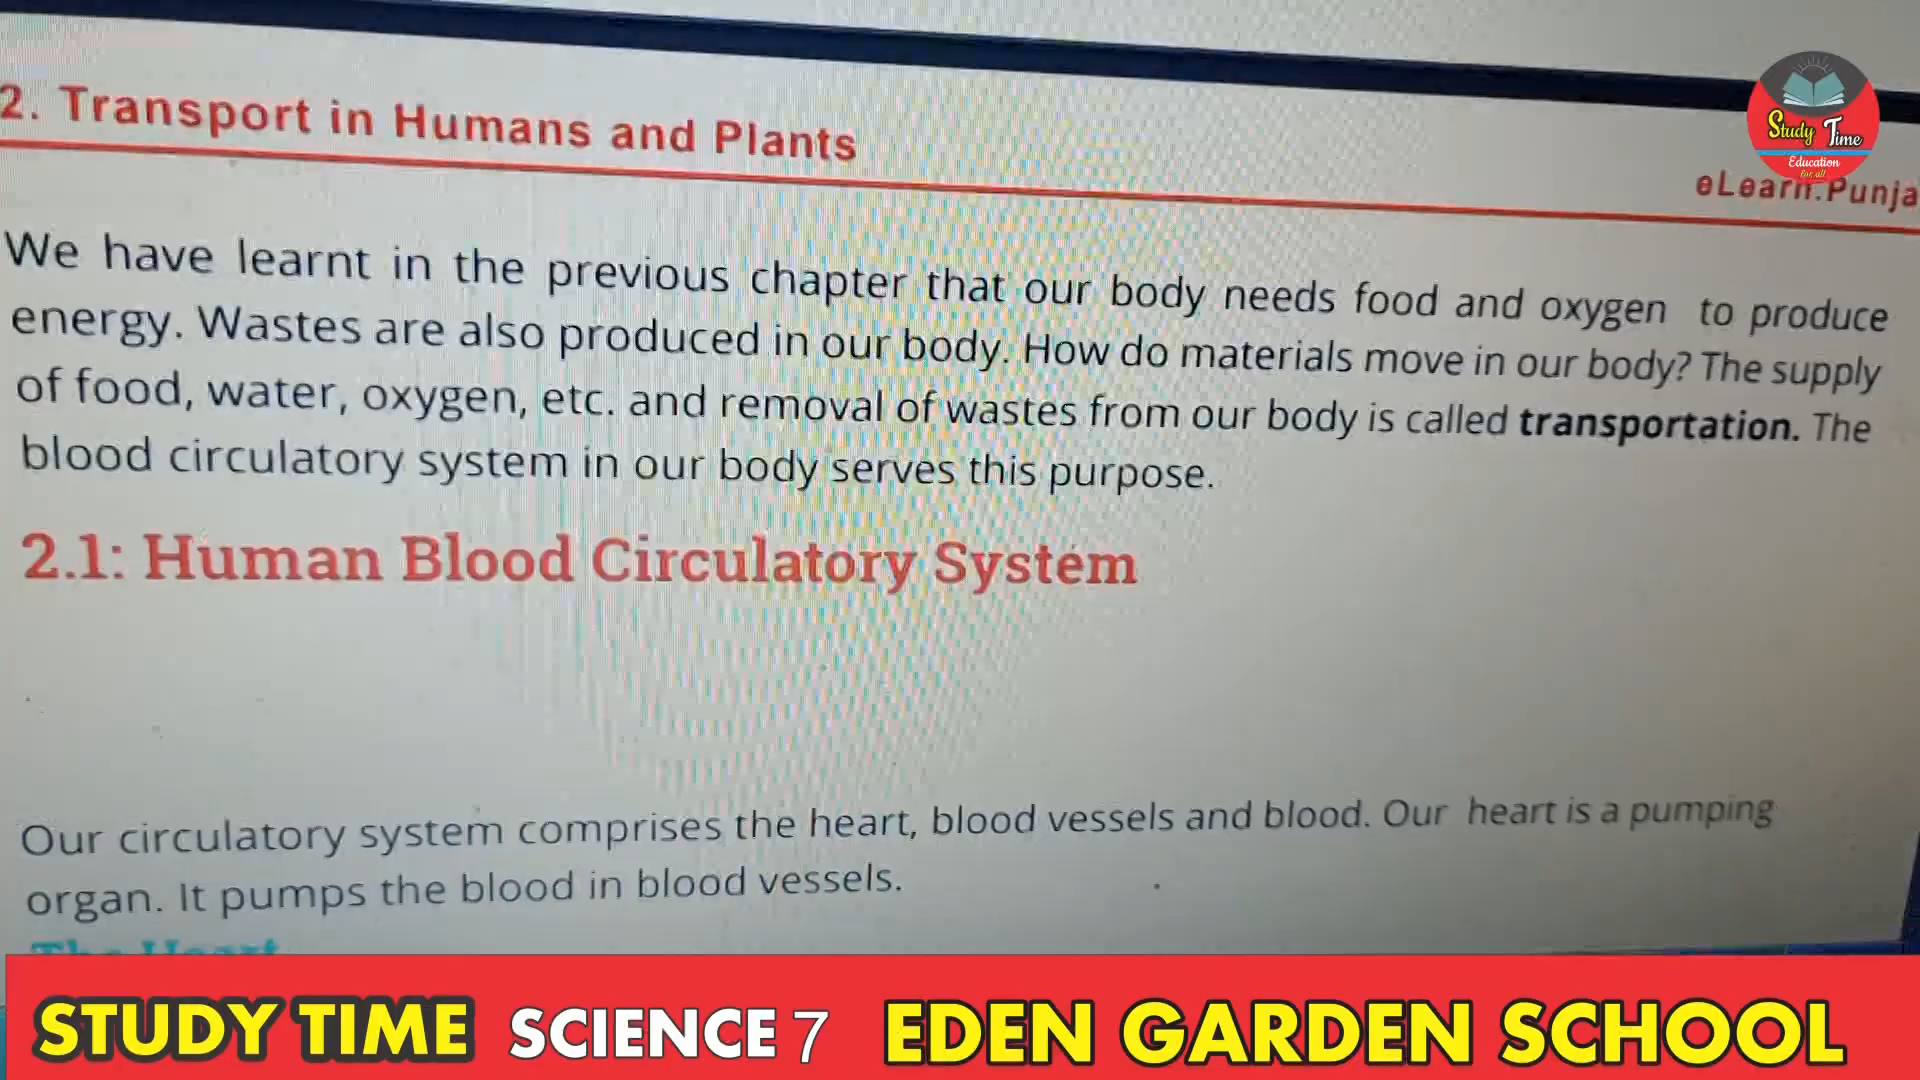 2. Transport in Humans and Plants
Study Time
Education
for all
eLearn.Punja
We have learnt in the previous chapter that our body needs food and oxygen to produce
energy. Wastes are also produced in our body. How do materials move in our body? The supply
of food, water, oxygen, etc. and removal of wastes from our body is called transportation. The
blood circulatory system in our body serves this purpose.
2.1: Human Blood Circulatory System
Our circulatory system comprises the heart, blood vessels and blood. Our heart is a pumping
organ. It pumps the blood in blood vessels.
The Heart
STUDY TIME SCIENCE 7 EDEN GARDEN SCHOOL